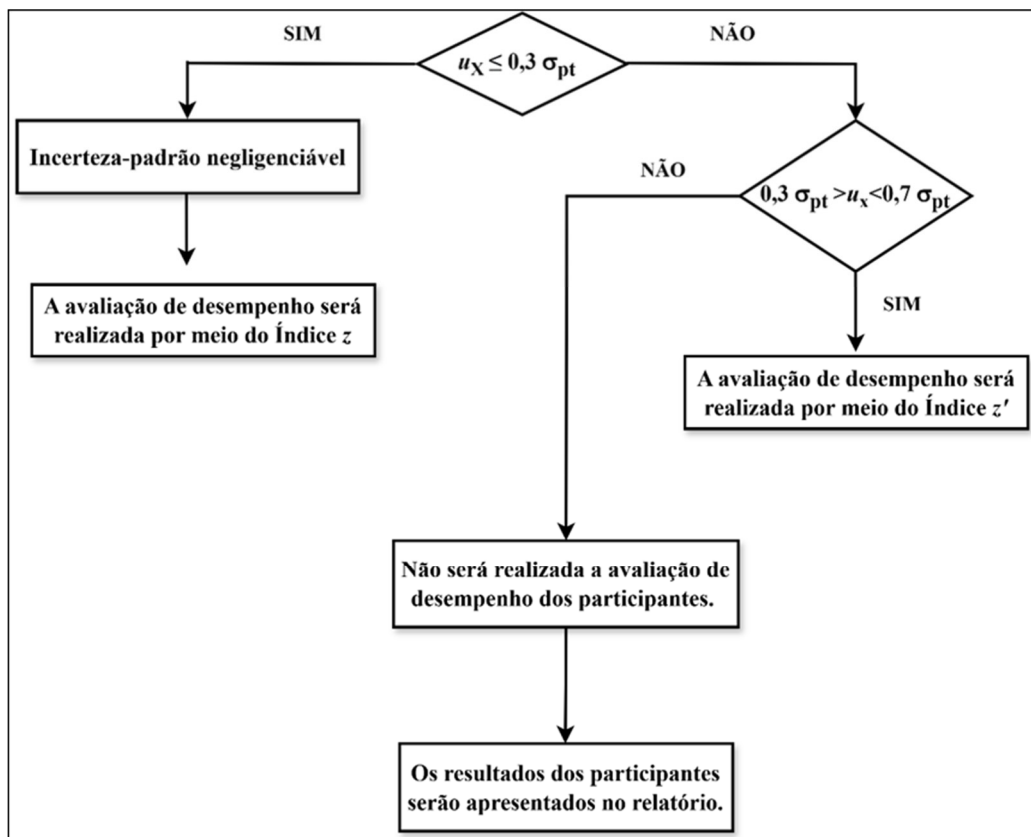 SIM
u_X ≤ 0,3 σ_pt
NÃO
Incerteza-padrão negligenciável
NÃO
0,3 σ_pt >u_x<0,7 σ_pt
A avaliação de desempenho será
realizada por meio do Índice z
SIM
A avaliação de desempenho será
realizada por meio do Índice z'
Não será realizada a avaliação de
desempenho dos participantes.
Os resultados dos participantes
serão apresentados no relatório.